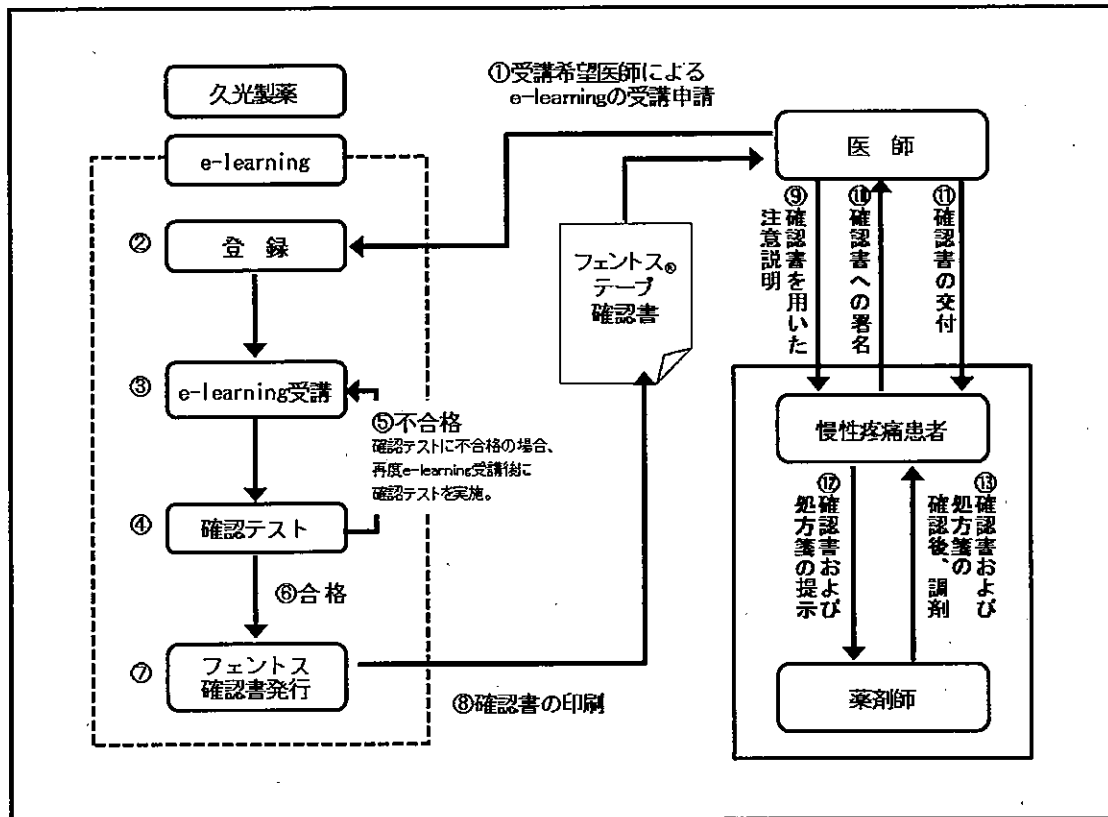 ①受講希望医師による
e-learningの受講申請
久光製薬
e-learning
医 師
② 登 録
フェントス®
テープ
確認書
⑨確認書を用いた
注意説明
⑩確認書への署名
⑪確認書の交付
③ e-learning受講
⑤不合格
確認テストに不合格の場合、
再度e-learning受講後に
確認テストを実施。
慢性疼痛患者
④ 確認テスト
⑥合格
⑫確認書および
処方箋の提示
⑬確認書および
処方箋の
確認後、調剤
⑦ フェントス
確認書発行
⑧確認書の印刷
薬剤師